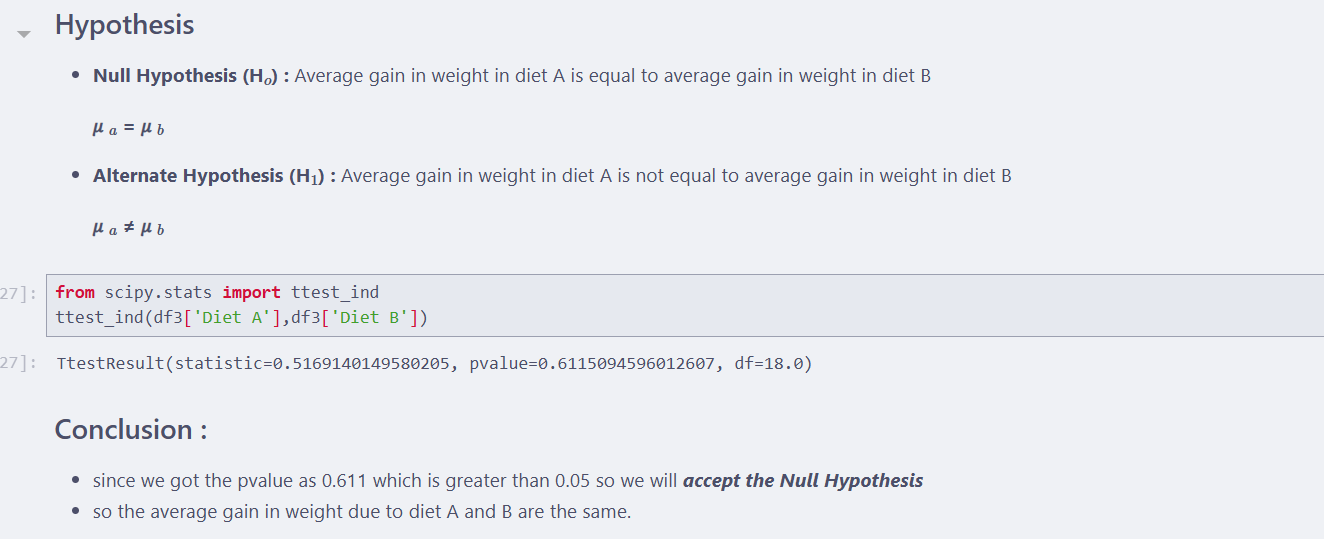 Hypothesis
Null Hypothesis (Hₒ) : Average gain in weight in diet A is equal to average gain in weight in diet B
μ a = μ b
Alternate Hypothesis (H₁) : Average gain in weight in diet A is not equal to average gain in weight in diet B
μ a ≠ μ b
27]:
from scipy.stats import ttest_ind
ttest_ind(df3['Diet A'],df3['Diet B'])
27]:
TtestResult(statistic=0.5169140149580205, pvalue=0.6115094596012607, df=18.0)
Conclusion :
since we got the pvalue as 0.611 which is greater than 0.05 so we will accept the Null Hypothesis
so the average gain in weight due to diet A and B are the same.